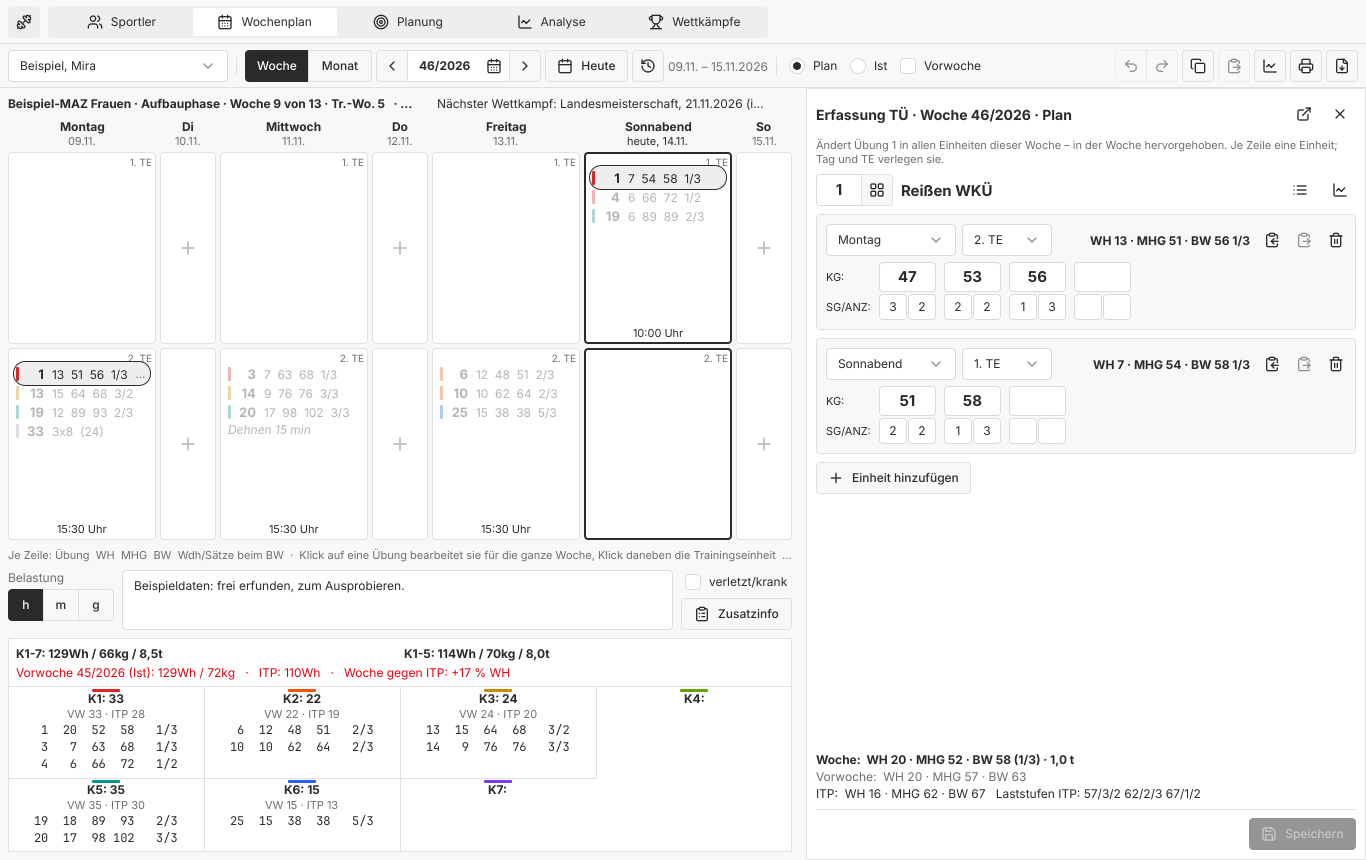 Sportler Wochenplan Planung Analyse Wettkämpfe
Beispiel, Mira Woche Monat 46/2026 Heute 09.11. – 15.11.2026 Plan Ist Vorwoche
Beispiel-MAZ Frauen · Aufbauphase · Woche 9 von 13 · Tr.-Wo. 5 · ... Nächster Wettkampf: Landesmeisterschaft, 21.11.2026 (i...
Montag Di Mittwoch Do Freitag Sonnabend So
09.11. 10.11. 11.11. 12.11. 13.11. heute, 14.11. 15.11.
1. TE 1. TE 1. TE 1. TE
1 7 54 58 1/3
4 6 66 72 1/2
19 6 89 89 2/3
10:00 Uhr
2. TE 2. TE 2. TE 2. TE
1 13 51 56 1/3 ... 3 7 63 68 1/3 6 12 48 51 2/3
13 15 64 68 3/2 14 9 76 76 3/3 10 10 62 64 2/3
19 12 89 93 2/3 20 17 98 102 3/3 25 15 38 38 5/3
33 3x8 (24) Dehnen 15 min
15:30 Uhr 15:30 Uhr 15:30 Uhr
Je Zeile: Übung WH MHG BW Wdh/Sätze beim BW · Klick auf eine Übung bearbeitet sie für die ganze Woche, Klick daneben die Trainingseinheit ...
Belastung
h m g
Beispieldaten: frei erfunden, zum Ausprobieren.
verletzt/krank
Zusatzinfo
K1-7: 129Wh / 66kg / 8,5t K1-5: 114Wh / 70kg / 8,0t
Vorwoche 45/2026 (Ist): 129Wh / 72kg · ITP: 110Wh · Woche gegen ITP: +17 % WH
K1: 33 K2: 22 K3: 24 K4:
VW 33 · ITP 28 VW 22 · ITP 19 VW 24 · ITP 20
1 20 52 58 1/3 6 12 48 51 2/3 13 15 64 68 3/2
3 7 63 68 1/3 10 10 62 64 2/3 14 9 76 76 3/3
4 6 66 72 1/2
K5: 35 K6: 15 K7:
VW 35 · ITP 30 VW 15 · ITP 13
19 18 89 93 2/3 25 15 38 38 5/3
20 17 98 102 3/3
Erfassung TÜ · Woche 46/2026 · Plan
Ändert Übung 1 in allen Einheiten dieser Woche – in der Woche hervorgehoben. Je Zeile eine Einheit;
Tag und TE verlegen sie.
1 Reißen WKÜ
Montag 2. TE WH 13 · MHG 51 · BW 56 1/3
KG: 47 53 56
SG/ANZ: 3 2 2 2 1 3
Sonnabend 1. TE WH 7 · MHG 54 · BW 58 1/3
KG: 51 58
SG/ANZ: 2 2 1 3
Einheit hinzufügen
Woche: WH 20 · MHG 52 · BW 58 (1/3) · 1,0 t
Vorwoche: WH 20 · MHG 57 · BW 63
ITP: WH 16 · MHG 62 · BW 67 Laststufen ITP: 57/3/2 62/2/3 67/1/2
Speichern